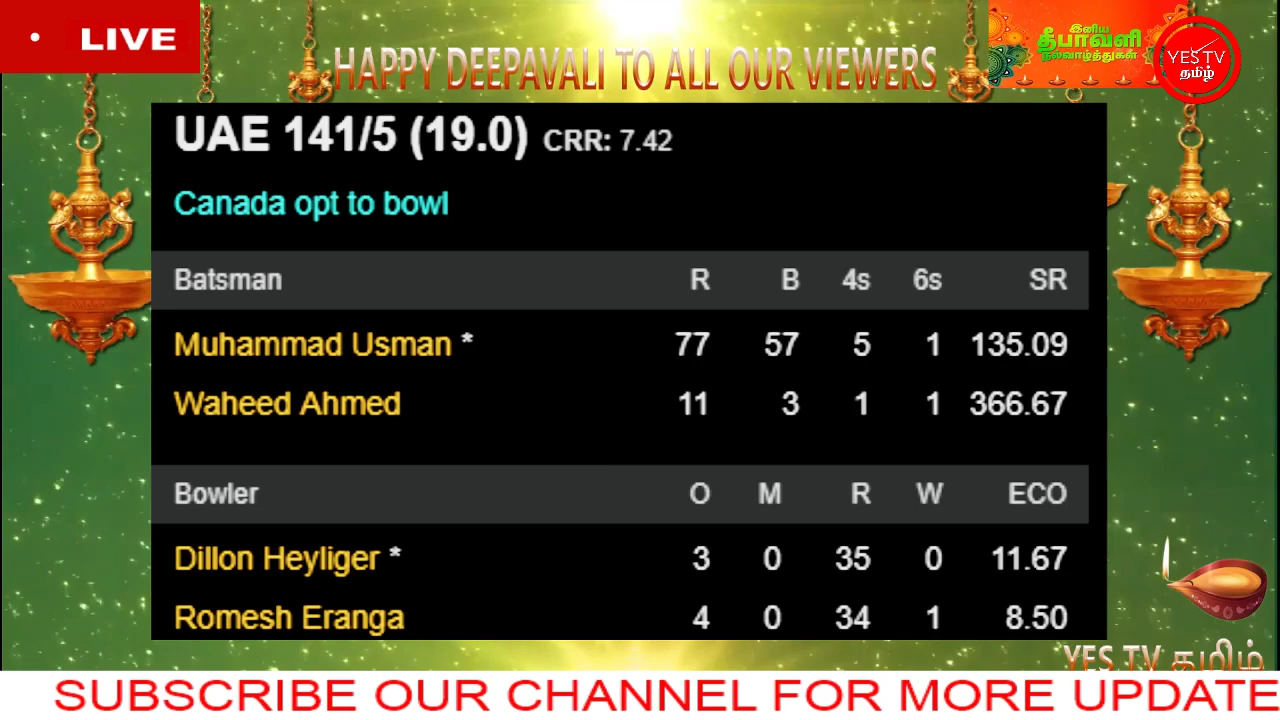 • LIVE
HAPPY DEEPAVALI TO ALL OUR VIEWERS
இனிய
தீபாவளி
நல்வாழ்த்துகள்
YES TV
தமிழ்
UAE 141/5 (19.0) CRR: 7.42
Canada opt to bowl
Batsman R B 4s 6s SR
Muhammad Usman * 77 57 5 1 135.09
Waheed Ahmed 11 3 1 1 366.67
Bowler O M R W ECO
Dillon Heyliger * 3 0 35 0 11.67
Romesh Eranga 4 0 34 1 8.50
YES TV தமிழ்
SUBSCRIBE OUR CHANNEL FOR MORE UPDATE